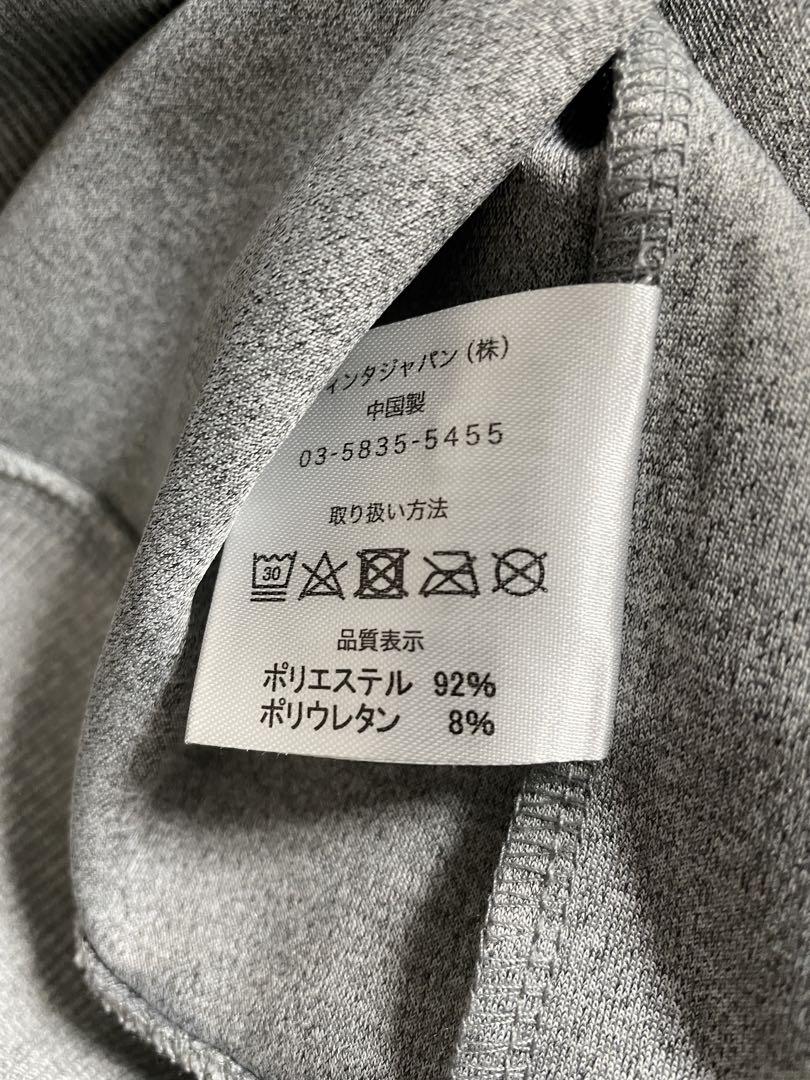 ンタジャパン（株）
中国製
03-5835-5455
取り扱い方法
30
品質表示
ポリエステル 92%
ポリウレタン 8%